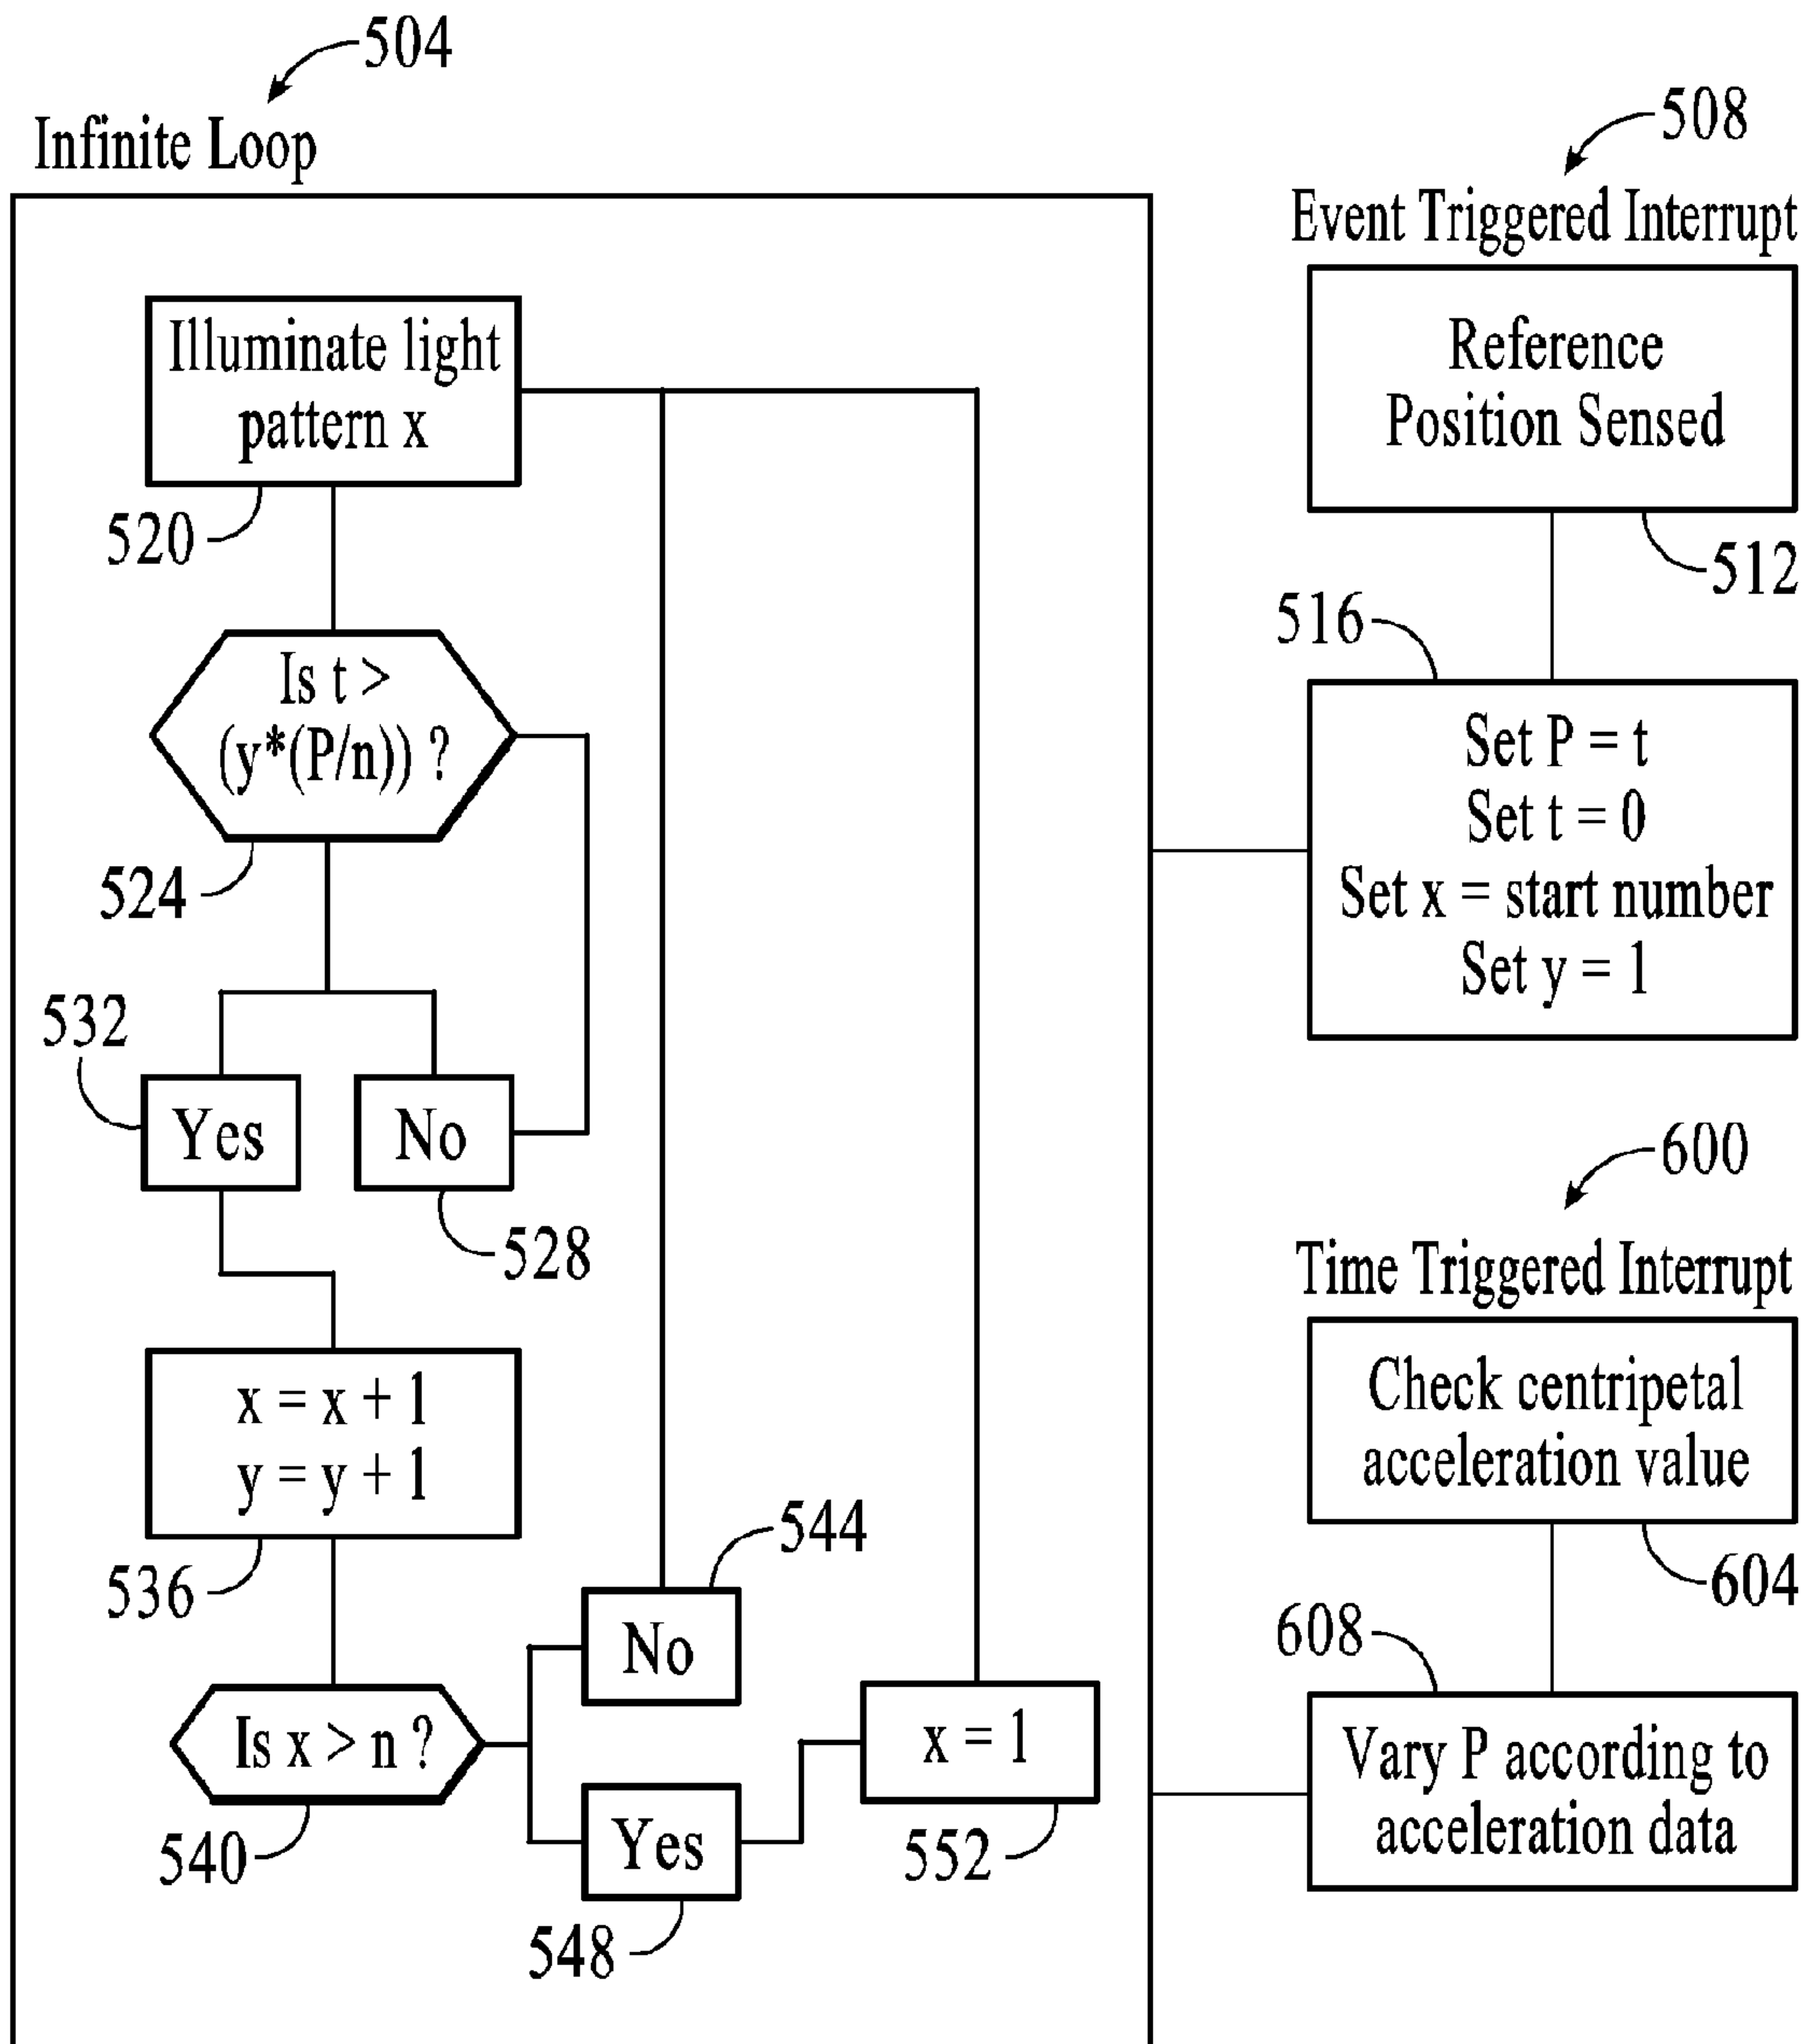 504
Infinite Loop
Illuminate light
pattern x
520
Is t >
(y*(P/n)) ?
524
532
Yes
No
528
x = x + 1
y = y + 1
536
544
No
Is x > n ?
540
Yes
548
x = 1
552
508
Event Triggered Interrupt
Reference
Position Sensed
512
516
Set P = t
Set t = 0
Set x = start number
Set y = 1
600
Time Triggered Interrupt
Check centripetal
acceleration value
604
608
Vary P according to
acceleration data